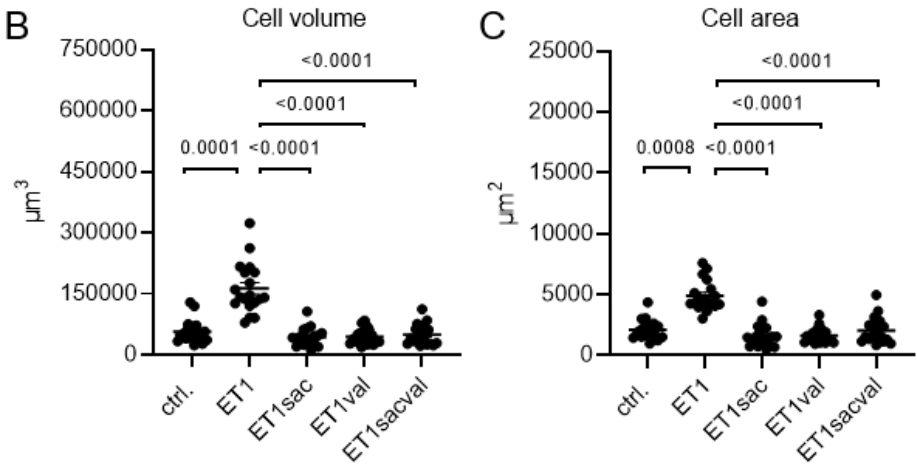 B
Cell volume
750000
600000
450000
300000
150000
0
µm³
<0.0001
<0.0001
0.0001
<0.0001
ctrl.
ET1
ET1sac
ET1val
ET1sacval
C
Cell area
25000
20000
15000
10000
5000
0
µm²
<0.0001
<0.0001
0.0008
<0.0001
ctrl.
ET1
ET1sac
ET1val
ET1sacval